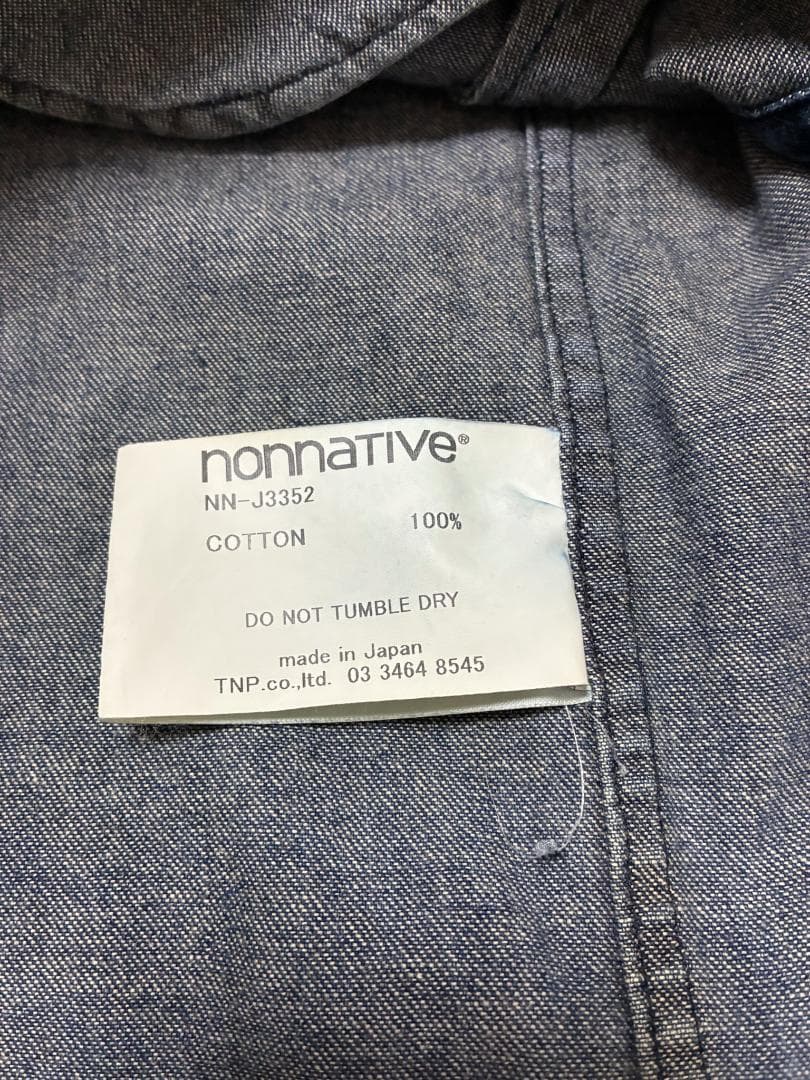 nonnative®
NN-J3352
COTTON 100%
DO NOT TUMBLE DRY
made in Japan
TNP.co.,ltd. 03 3464 8545